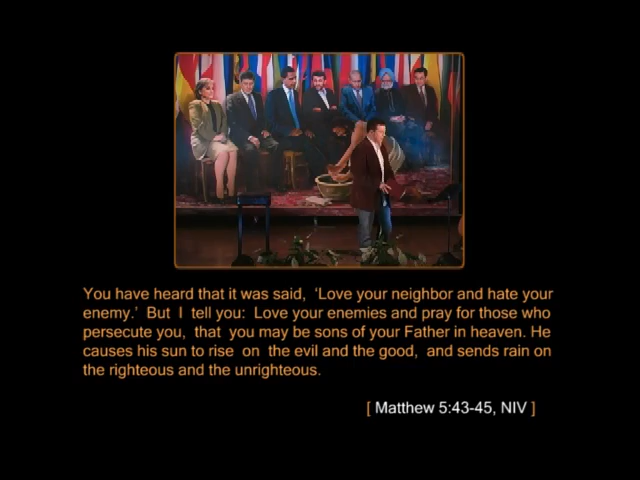 You have heard that it was said, 'Love your neighbor and hate your
enemy.' But I tell you: Love your enemies and pray for those who
persecute you, that you may be sons of your Father in heaven. He
causes his sun to rise on the evil and the good, and sends rain on
the righteous and the unrighteous.
[ Matthew 5:43-45, NIV ]